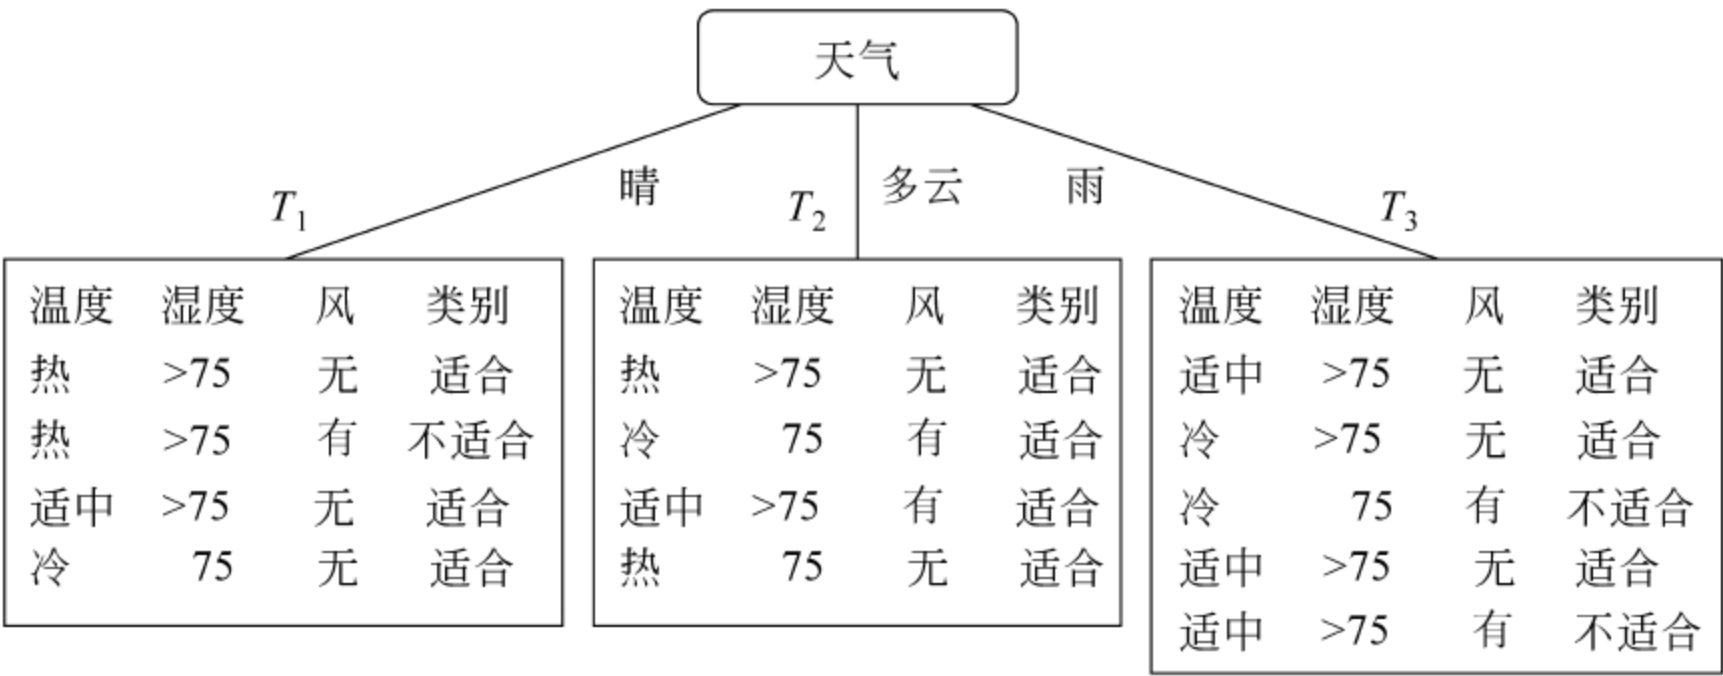 天气
晴 多云 雨
T1 T2 T3
温度 湿度 风 类别
热 >75 无 适合
热 >75 有 不适合
适中 >75 无 适合
冷 75 无 适合
温度 湿度 风 类别
热 >75 无 适合
冷 75 有 适合
适中 >75 有 适合
热 75 无 适合
温度 湿度 风 类别
适中 >75 无 适合
冷 >75 无 适合
冷 75 有 不适合
适中 >75 无 适合
适中 >75 有 不适合